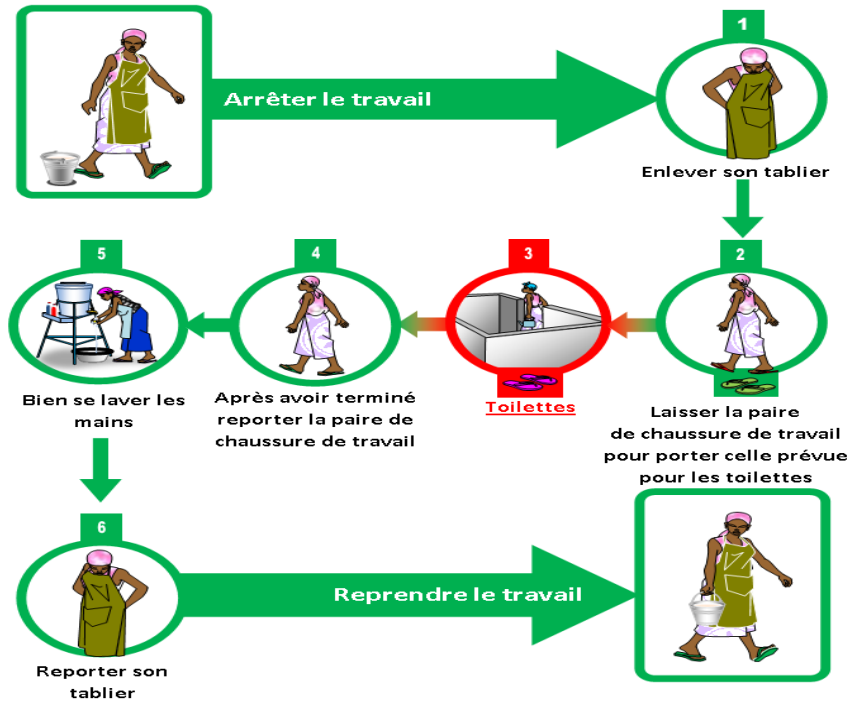 Arrêter le travail
1
Enlever son tablier
2
Laisser la paire
de chaussure de travail
pour porter celle prévue
pour les toilettes
3
Toilettes
4
Après avoir terminé
reporter la paire de
chaussure de travail
5
Bien se laver les
mains
6
Reporter son
tablier
Reprendre le travail